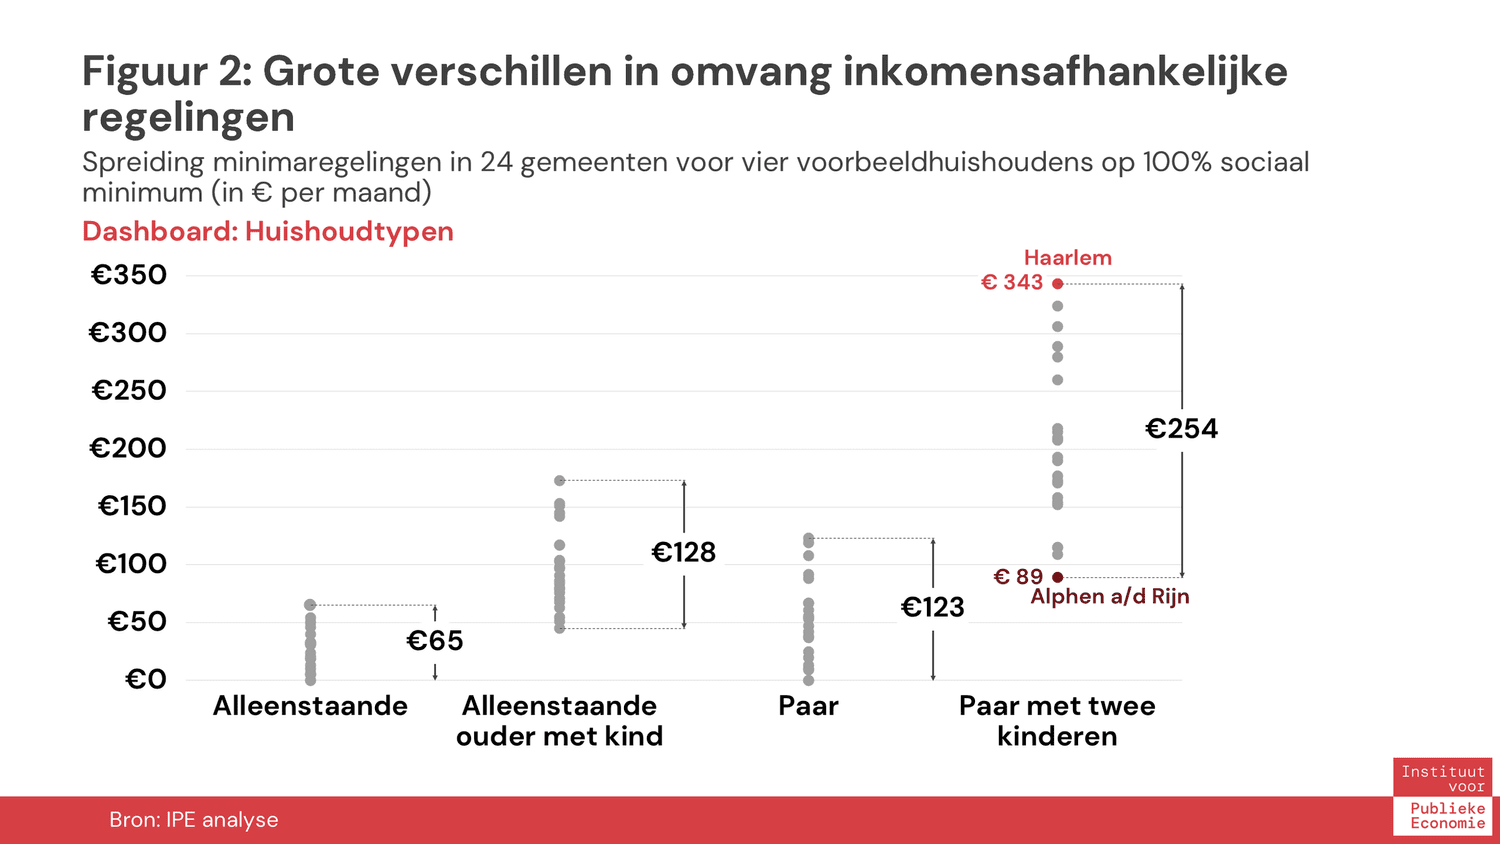 Figuur 2: Grote verschillen in omvang inkomensafhankelijke
regelingen
Spreiding minimaregelingen in 24 gemeenten voor vier voorbeeldhuishoudens op 100% sociaal
minimum (in € per maand)
Dashboard: Huishoudtypen
€350
€300
€250
€200
€150
€100
€50
€0
€65
€128
€123
Haarlem
€ 343
€254
€ 89
Alphen a/d Rijn
Alleenstaande
Alleenstaande
ouder met kind
Paar
Paar met twee
kinderen
Bron: IPE analyse
Instituut
voor
Publieke
Economie